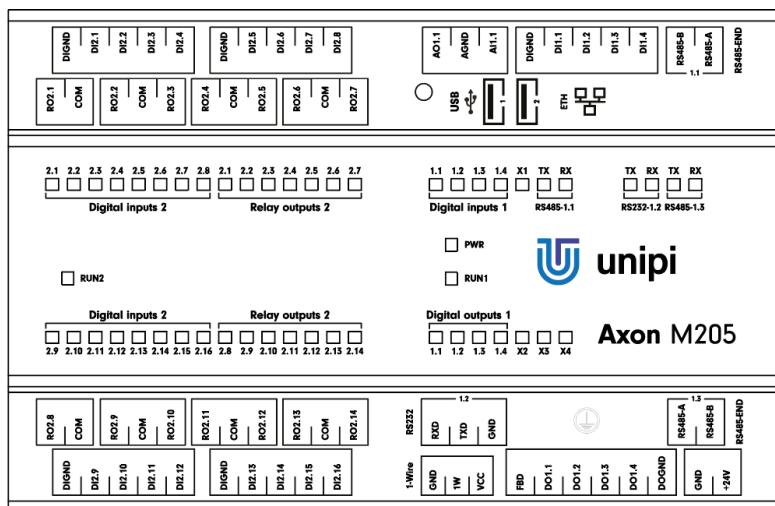 DIGND DI2.1 DI2.2 DI2.3 DI2.4 DIGND DI2.5 DI2.6 DI2.7 DI2.8 AO1.1 AGND AI1.1 DIGND DI1.1 DI1.2 DI1.3 DI1.4 RS485-B RS485-A RS485-END
1.1
RO2.1 COM RO2.2 COM RO2.3 RO2.4 COM RO2.5 RO2.6 COM RO2.7 USB 1 2 ETH
2.1 2.2 2.3 2.4 2.5 2.6 2.7 2.8 2.1 2.2 2.3 2.4 2.5 2.6 2.7 1.1 1.2 1.3 1.4 X1 TX RX TX RX TX RX
Digital inputs 2 Relay outputs 2 Digital inputs 1 RS485-1.1 RS232-1.2 RS485-1.3
PWR
unipi
RUN2 RUN1
Digital inputs 2 Relay outputs 2 Digital outputs 1
Axon M205
2.9 2.10 2.11 2.12 2.13 2.14 2.15 2.16 2.8 2.9 2.10 2.11 2.12 2.13 2.14 1.1 1.2 1.3 1.4 X2 X3 X4
1.2 1.3
RO2.8 COM RO2.9 COM RO2.10 RO2.11 COM RO2.12 RO2.13 COM RO2.14 RS232 RXD TXD GND RS485-A RS485-B RS485-END
DIGND DI2.9 DI2.10 DI2.11 DI2.12 DIGND DI2.13 DI2.14 DI2.15 DI2.16 1-Wire GND 1W VCC FBD DO1.1 DO1.2 DO1.3 DO1.4 DOGND GND +24V